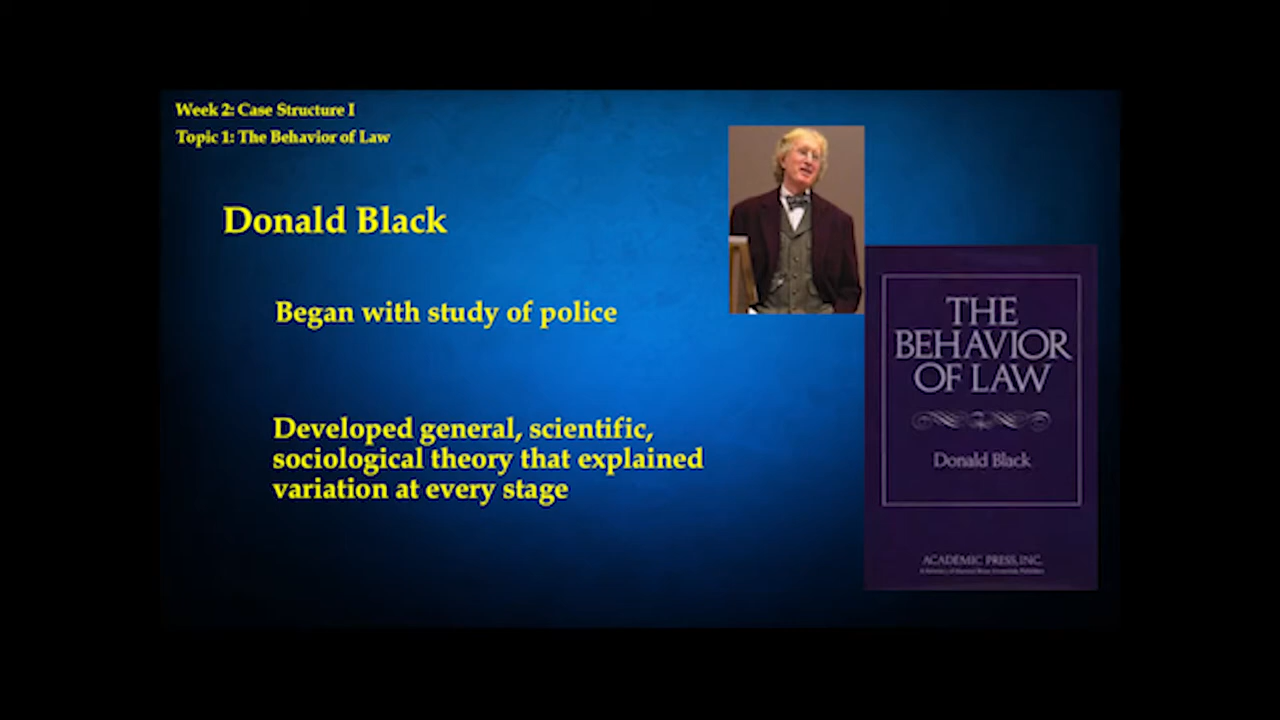 Week 2: Case Structure I
Topic 1: The Behavior of Law
Donald Black
Began with study of police
Developed general, scientific,
sociological theory that explained
variation at every stage
THE
BEHAVIOR
OF LAW
Donald Black
ACADEMIC PRESS, INC.